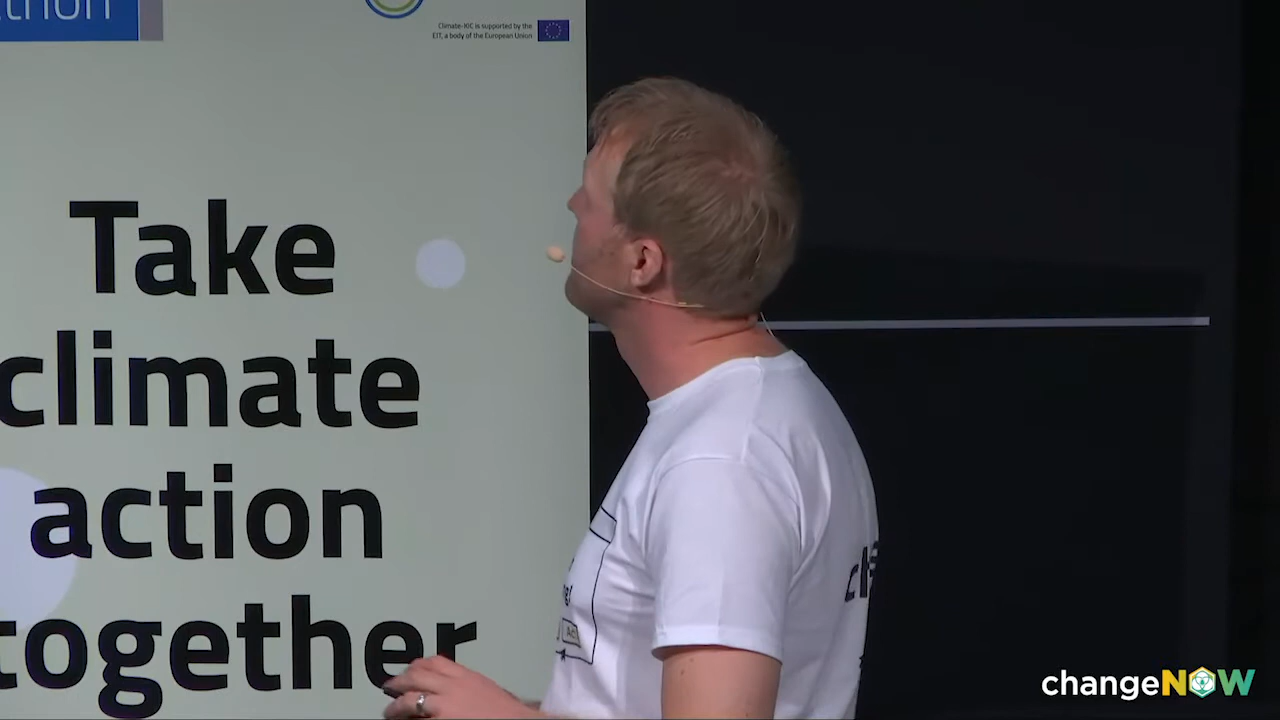 Climate-KIC is supported by the
EIT, a body of the European Union
Take
climate
action
together
changeNOW